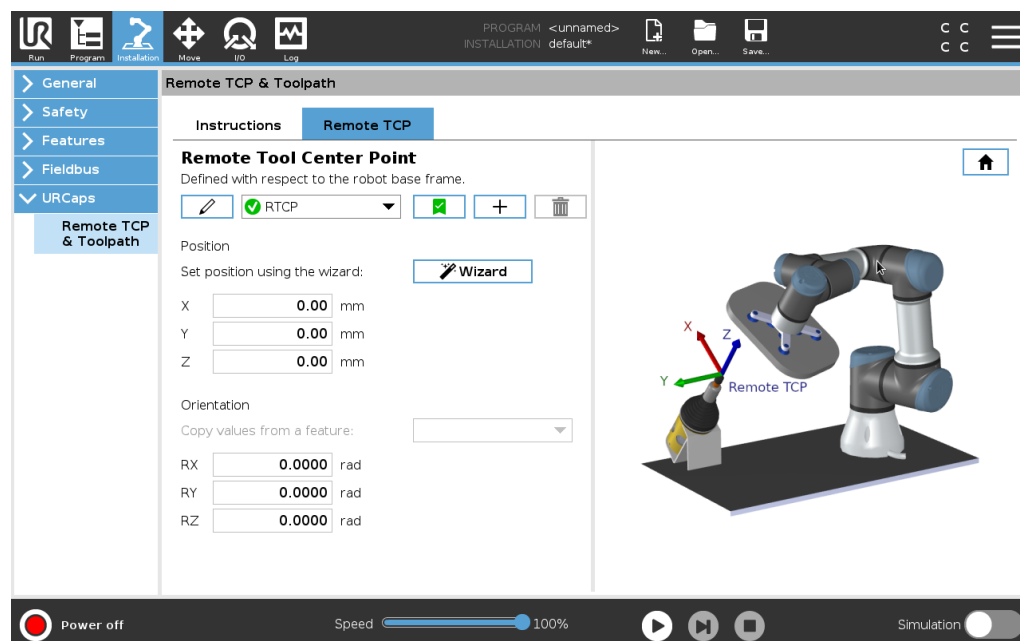 PROGRAM <unnamed>
INSTALLATION default*
UR
Run Program Installation Move I/O Log New... Open... Save...
C C
C C
General
Safety
Features
Fieldbus
URCaps
Remote TCP
& Toolpath
Remote TCP & Toolpath
Instructions Remote TCP
Remote Tool Center Point
Defined with respect to the robot base frame.
RTCP
Position
Set position using the wizard: Wizard
X 0.00 mm
Y 0.00 mm
Z 0.00 mm
Orientation
Copy values from a feature:
RX 0.0000 rad
RY 0.0000 rad
RZ 0.0000 rad
X
Z
Y
Remote TCP
Power off Speed 100% Simulation